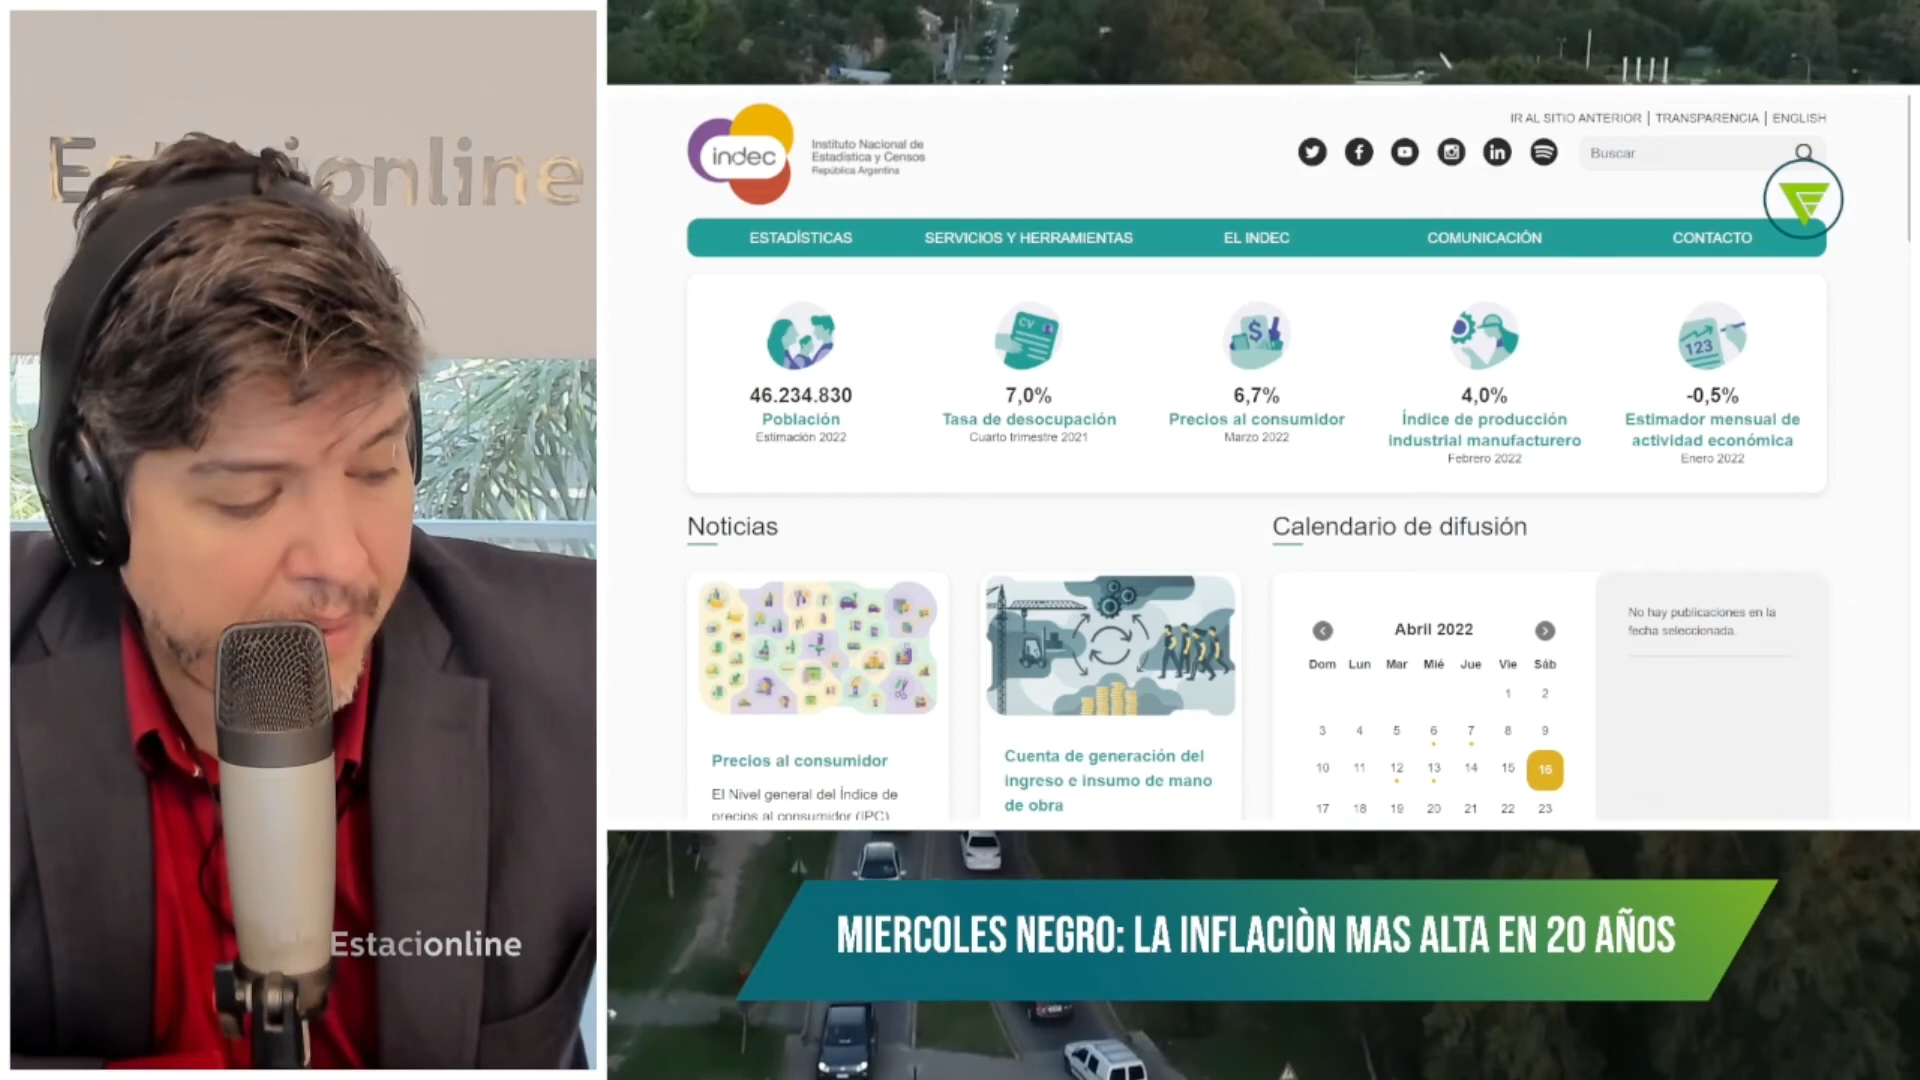 Estacionline
Estacionline
indec
Instituto Nacional de
Estadística y Censos
República Argentina
IR AL SITIO ANTERIOR | TRANSPARENCIA | ENGLISH
Buscar
ESTADÍSTICAS SERVICIOS Y HERRAMIENTAS EL INDEC COMUNICACIÓN CONTACTO
CV
$
123
46.234.830
Población
Estimación 2022
7,0%
Tasa de desocupación
Cuarto trimestre 2021
6,7%
Precios al consumidor
Marzo 2022
4,0%
Índice de producción
industrial manufacturero
Febrero 2022
-0,5%
Estimador mensual de
actividad económica
Enero 2022
Noticias
Precios al consumidor
El Nivel general del Índice de
precios al consumidor (IPC)
Cuenta de generación del
ingreso e insumo de mano
de obra
Calendario de difusión
Abril 2022
Dom Lun Mar Mié Jue Vie Sáb
1 2
3 4 5 6 7 8 9
10 11 12 13 14 15 16
17 18 19 20 21 22 23
No hay publicaciones en la
fecha seleccionada.
MIERCOLES NEGRO: LA INFLACIÒN MAS ALTA EN 20 AÑOS